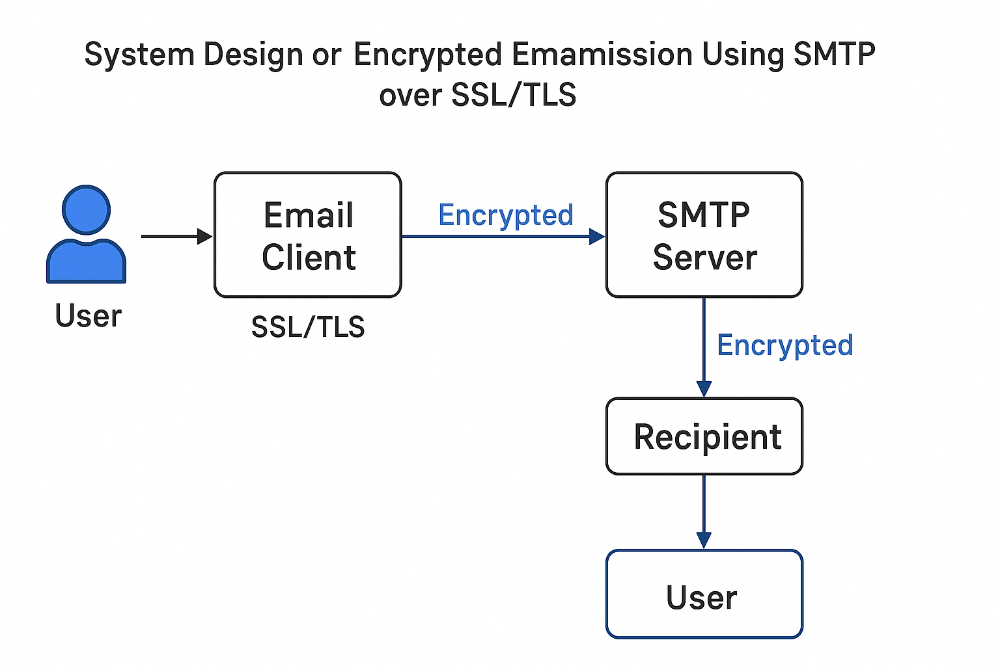 System Design or Encrypted Emamission Using SMTP
over SSL/TLS
Email
Client
Encrypted
SMTP
Server
User
SSL/TLS
Encrypted
Recipient
User